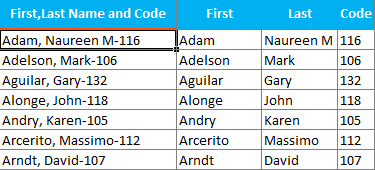 First,Last Name and Code First Last Code
Adam, Naureen M-116 Adam Naureen M 116
Adelson, Mark-106 Adelson Mark 106
Aguilar, Gary-132 Aguilar Gary 132
Alonge, John-118 Alonge John 118
Andry, Karen-105 Andry Karen 105
Arcerito, Massimo-112 Arcerito Massimo 112
Arndt, David-107 Arndt David 107